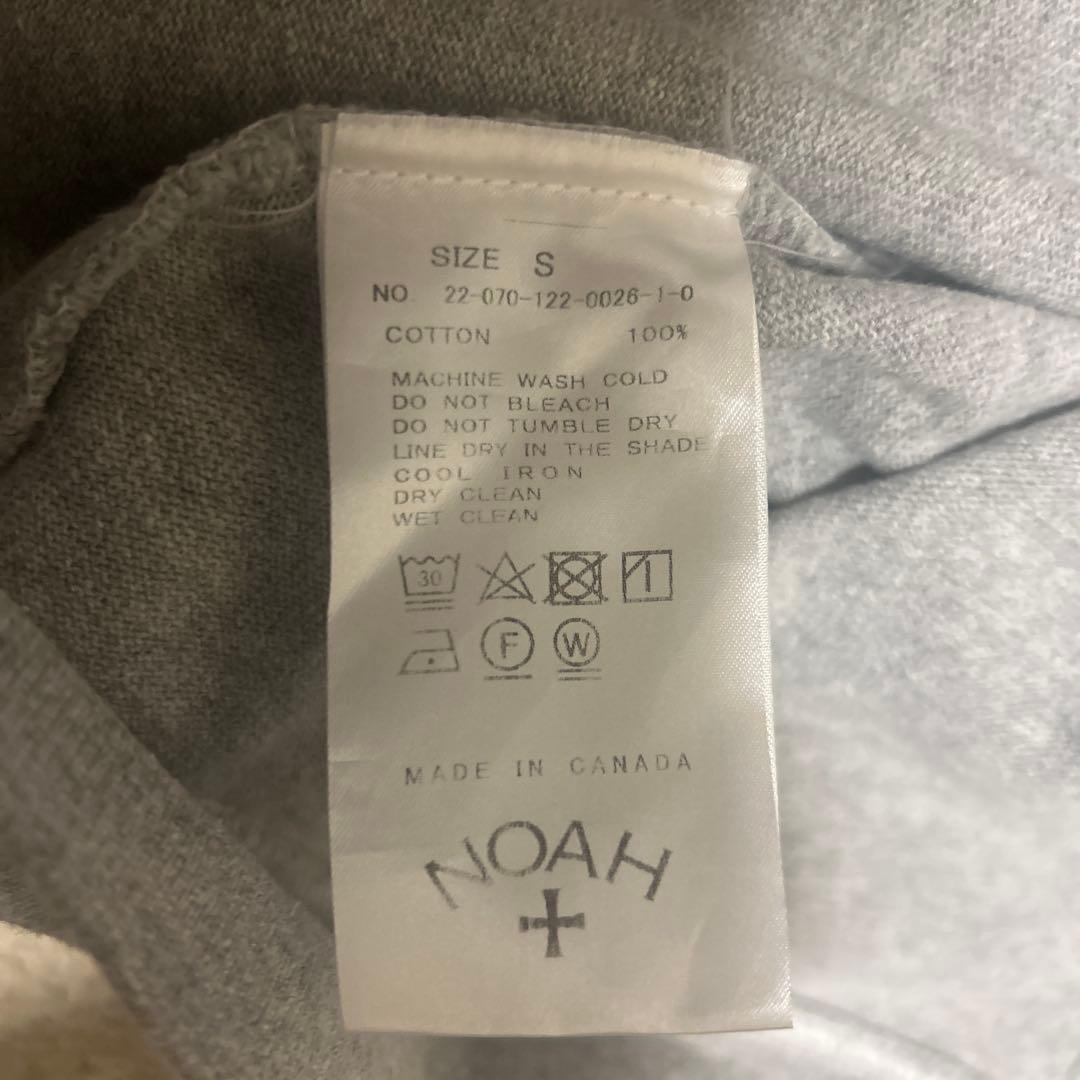 SIZE S
NO. 22-070-122-0026-1-0
COTTON 100%
MACHINE WASH COLD
DO NOT BLEACH
DO NOT TUMBLE DRY
LINE DRY IN THE SHADE
COOL IRON
DRY CLEAN
WET CLEAN
30
F W
MADE IN CANADA
NOAH